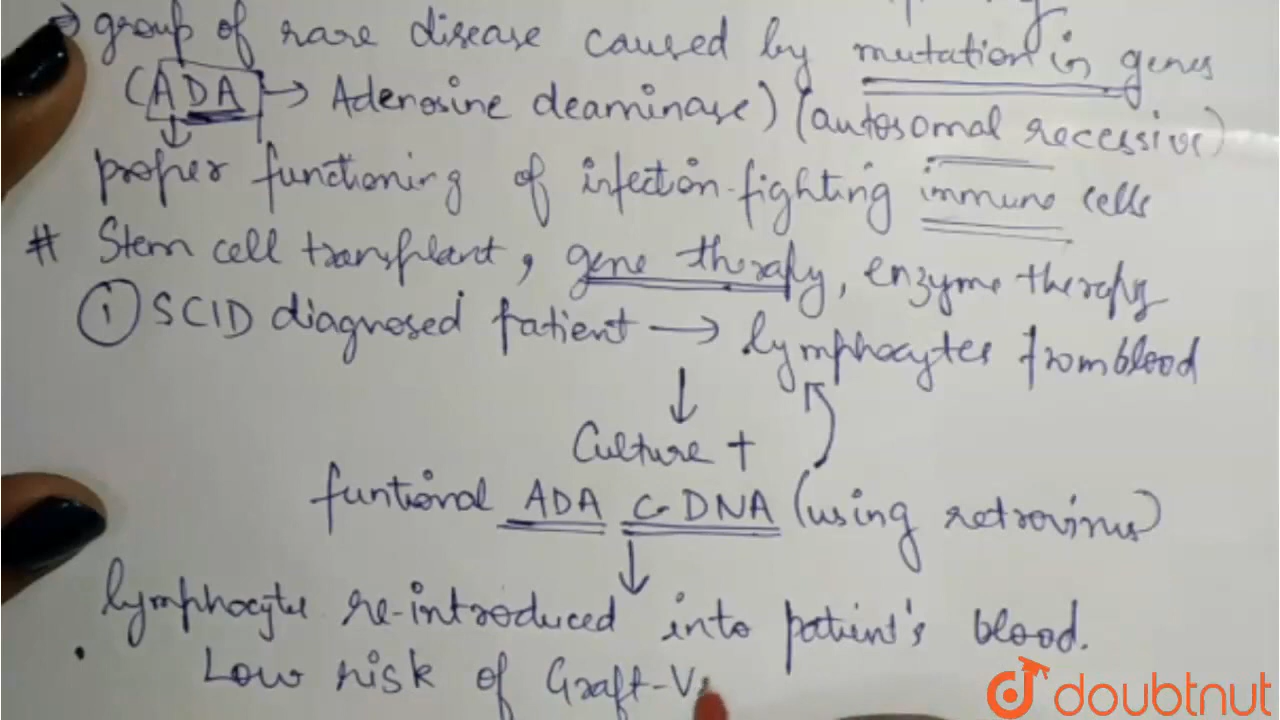 → group of rare disease caused by mutation in genes
(ADA → Adenosine deaminase) (autosomal recessive)
proper functioning of infection-fighting immune cells
# Stem cell transplant, gene therapy, enzyme therapy
(i) SCID diagnosed patient → lymphocytes from blood
↓
Culture +
funtional ADA c-DNA (using retrovirus)
↓
lymphocyte re-introduced into patient's blood.
Low risk of Graft-V
doubtnut